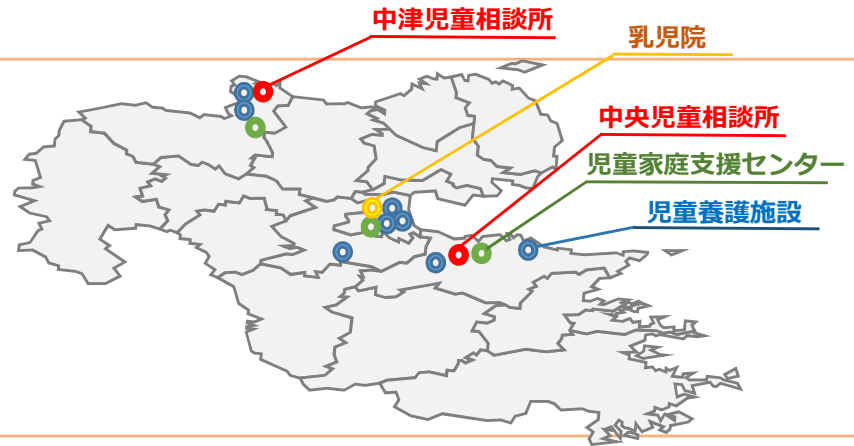 中津児童相談所
乳児院
中央児童相談所
児童家庭支援センター
児童養護施設